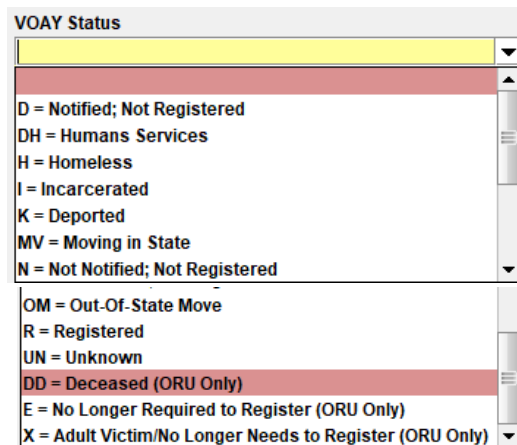 VOAY Status
D = Notified; Not Registered
DH = Humans Services
H = Homeless
I = Incarcerated
K = Deported
MV = Moving in State
N = Not Notified; Not Registered
OM = Out-Of-State Move
R = Registered
UN = Unknown
DD = Deceased (ORU Only)
E = No Longer Required to Register (ORU Only)
X = Adult Victim/No Longer Needs to Register (ORU Only)